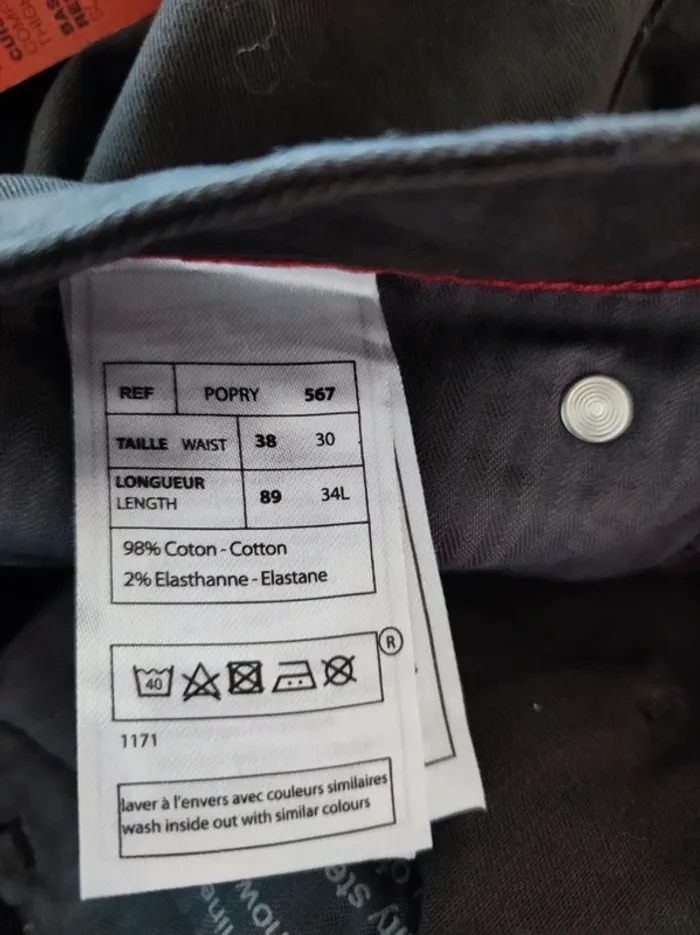 REF POPRY 567
TAILLE WAIST 38 30
LONGUEUR
LENGTH 89 34L
98% Coton - Cotton
2% Elasthanne - Elastane
®
40
1171
laver à l'envers avec couleurs similaires
wash inside out with similar colours